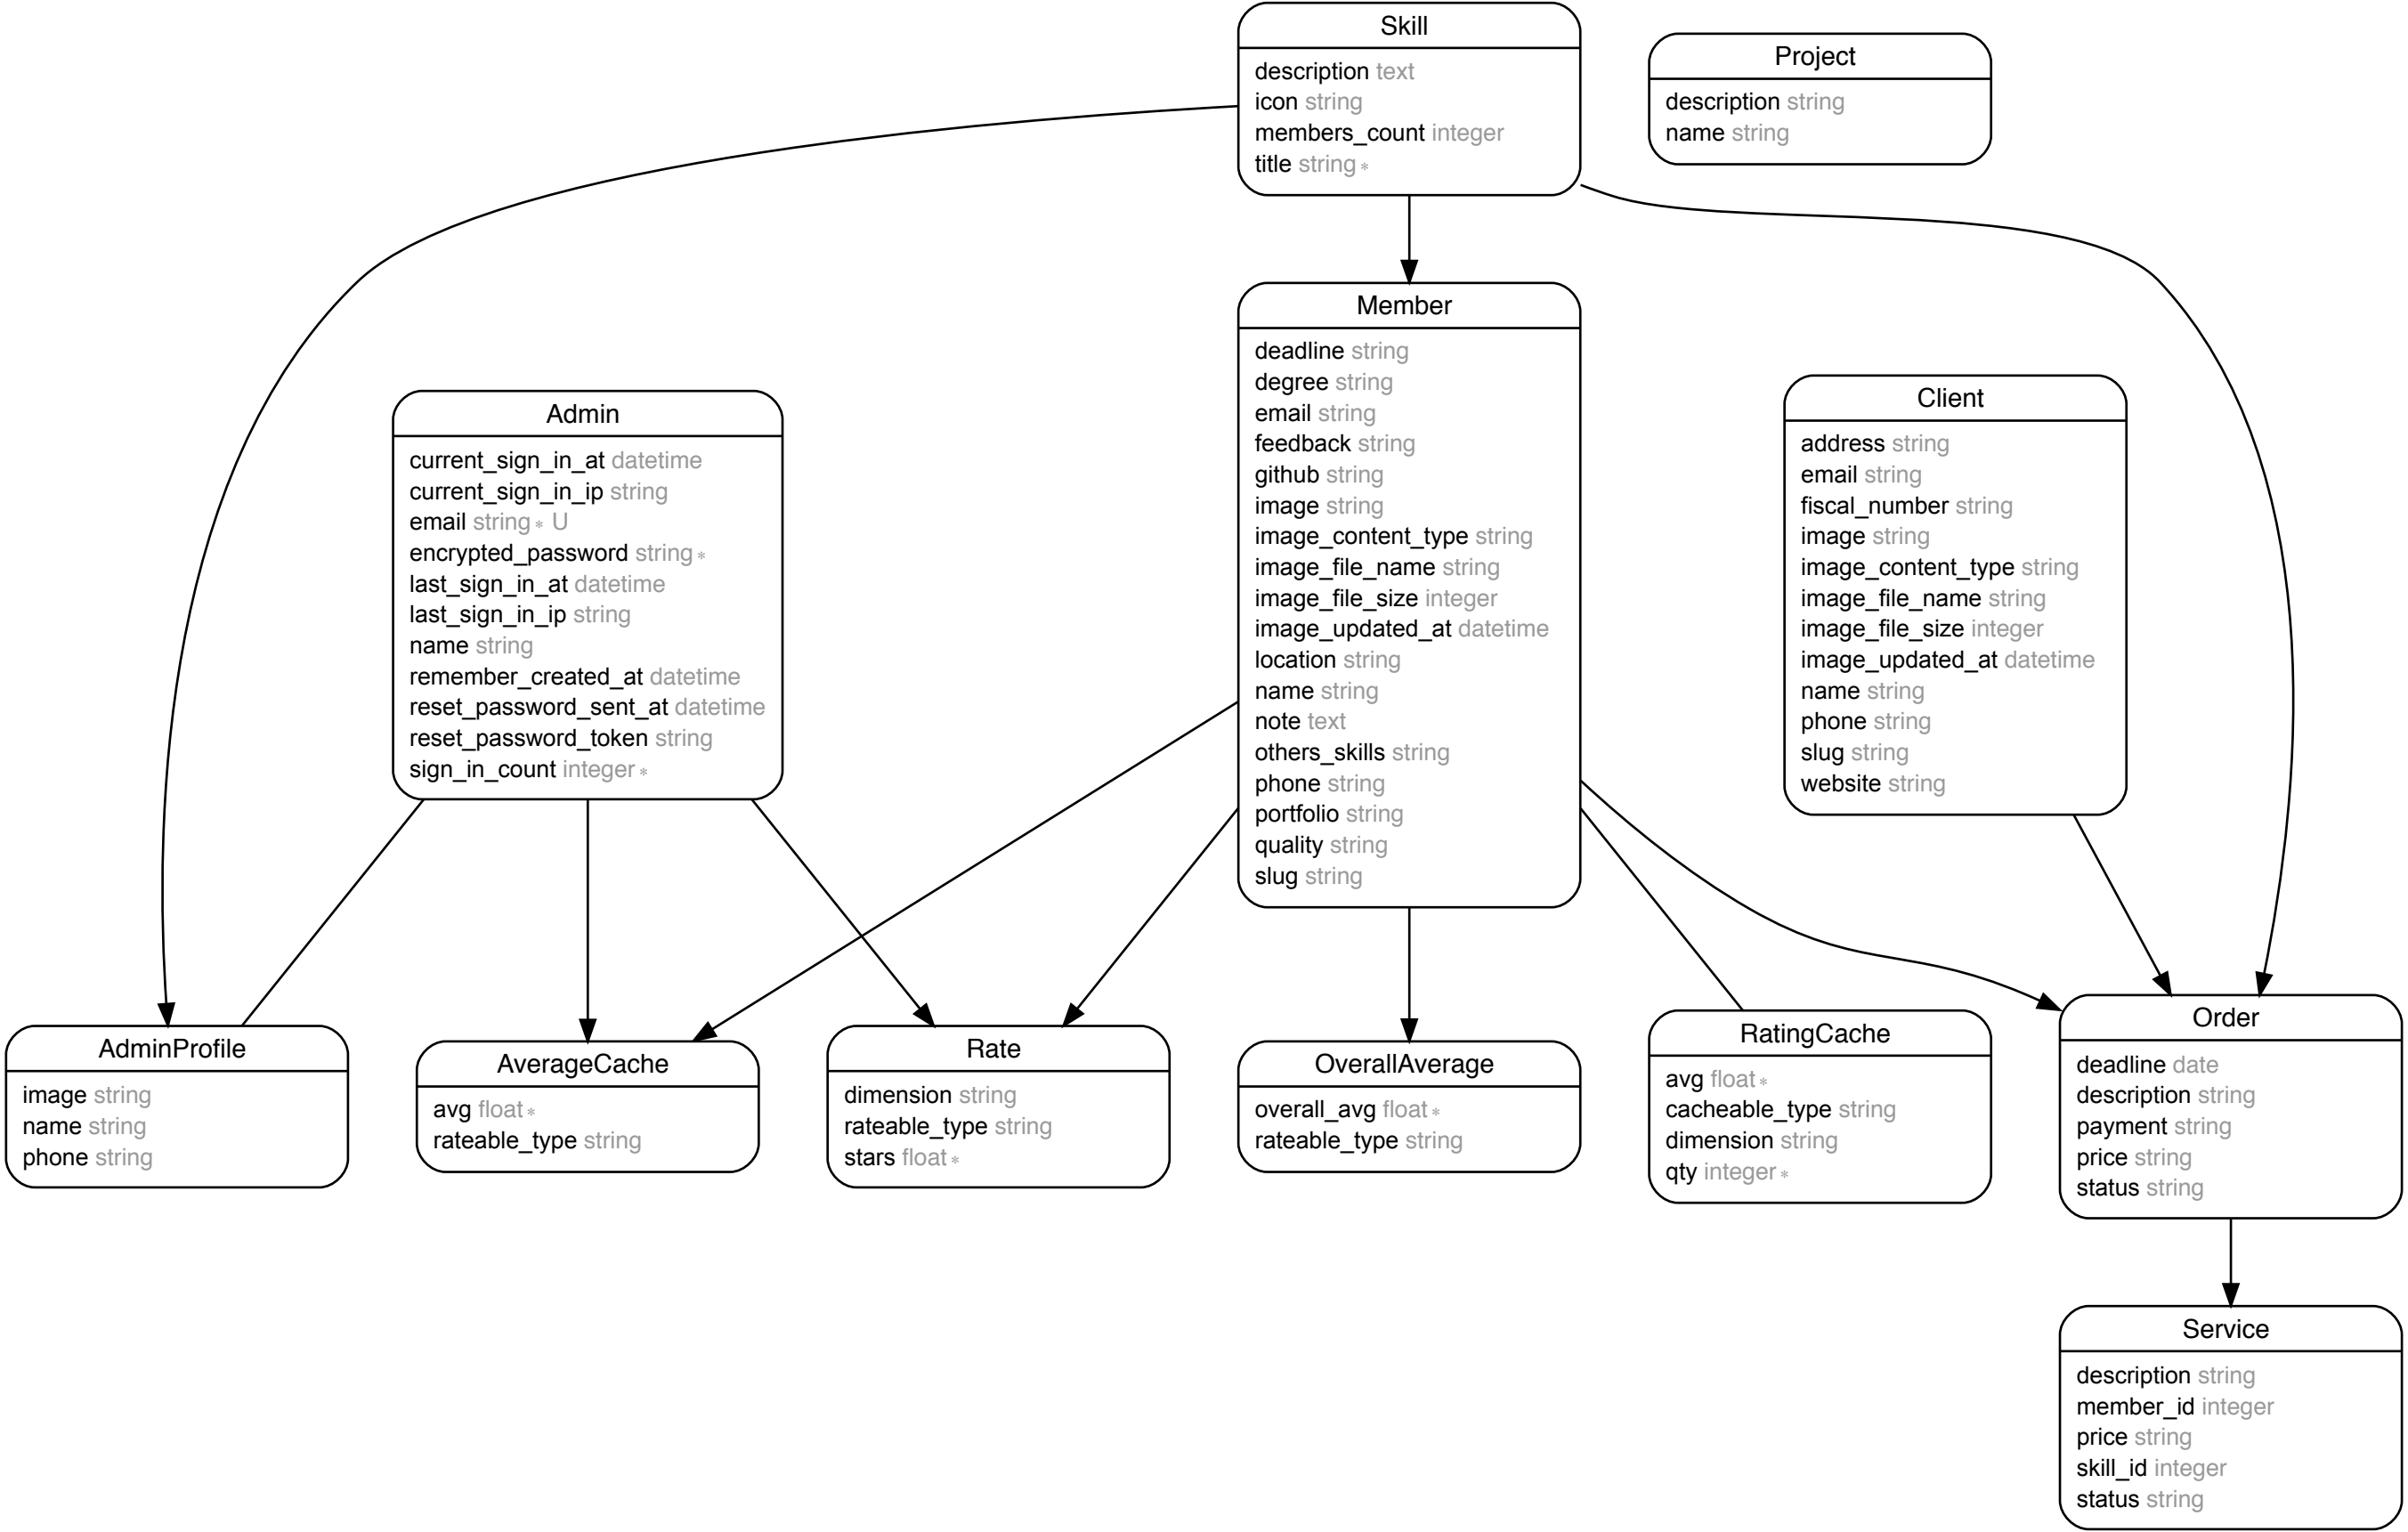 Skill
description text
icon string
members_count integer
title string *
Project
description string
name string
Member
deadline string
degree string
email string
feedback string
github string
image string
image_content_type string
image_file_name string
image_file_size integer
image_updated_at datetime
location string
name string
note text
others_skills string
phone string
portfolio string
quality string
slug string
Admin
current_sign_in_at datetime
current_sign_in_ip string
email string * U
encrypted_password string *
last_sign_in_at datetime
last_sign_in_ip string
name string
remember_created_at datetime
reset_password_sent_at datetime
reset_password_token string
sign_in_count integer *
Client
address string
email string
fiscal_number string
image string
image_content_type string
image_file_name string
image_file_size integer
image_updated_at datetime
name string
phone string
slug string
website string
AdminProfile
image string
name string
phone string
AverageCache
avg float *
rateable_type string
Rate
dimension string
rateable_type string
stars float *
OverallAverage
overall_avg float *
rateable_type string
RatingCache
avg float *
cacheable_type string
dimension string
qty integer *
Order
deadline date
description string
payment string
price string
status string
Service
description string
member_id integer
price string
skill_id integer
status string